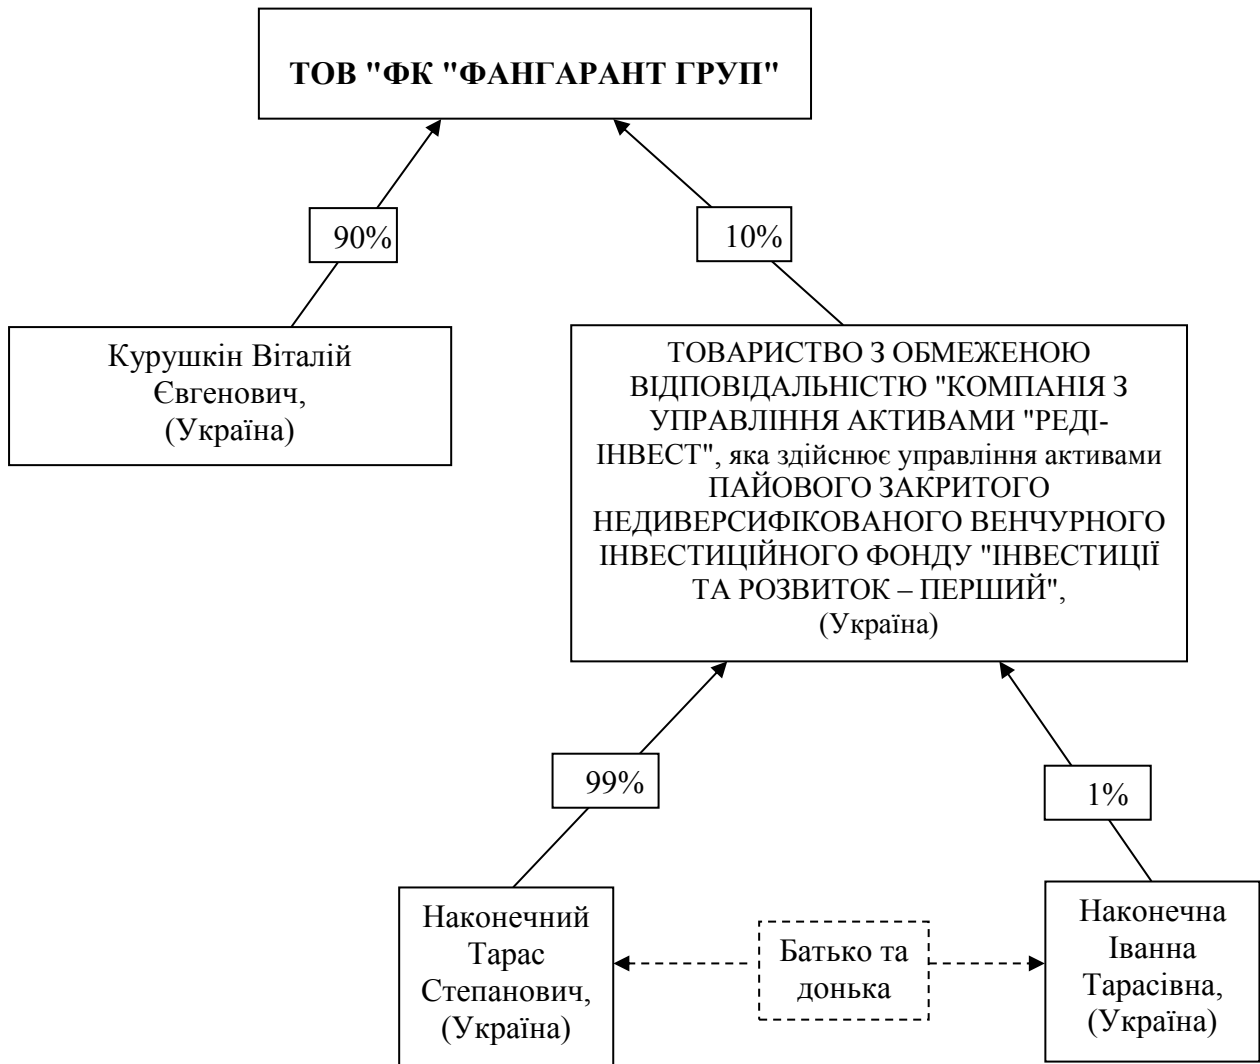 ТОВ "ФК "ФАНГАРАНТ ГРУП"
90%
10%
Курушкін Віталій
Євгенович,
(Україна)
ТОВАРИСТВО З ОБМЕЖЕНОЮ
ВІДПОВІДАЛЬНІСТЮ "КОМПАНІЯ З
УПРАВЛІННЯ АКТИВАМИ "РЕДІ-
ІНВЕСТ", яка здійснює управління активами
ПАЙОВОГО ЗАКРИТОГО
НЕДИВЕРСИФІКОВАНОГО ВЕНЧУРНОГО
ІНВЕСТИЦІЙНОГО ФОНДУ "ІНВЕСТИЦІЇ
ТА РОЗВИТОК – ПЕРШИЙ",
(Україна)
99%
1%
Наконечний
Тарас
Степанович,
(Україна)
Батько та
донька
Наконечна
Іванна
Тарасівна,
(Україна)